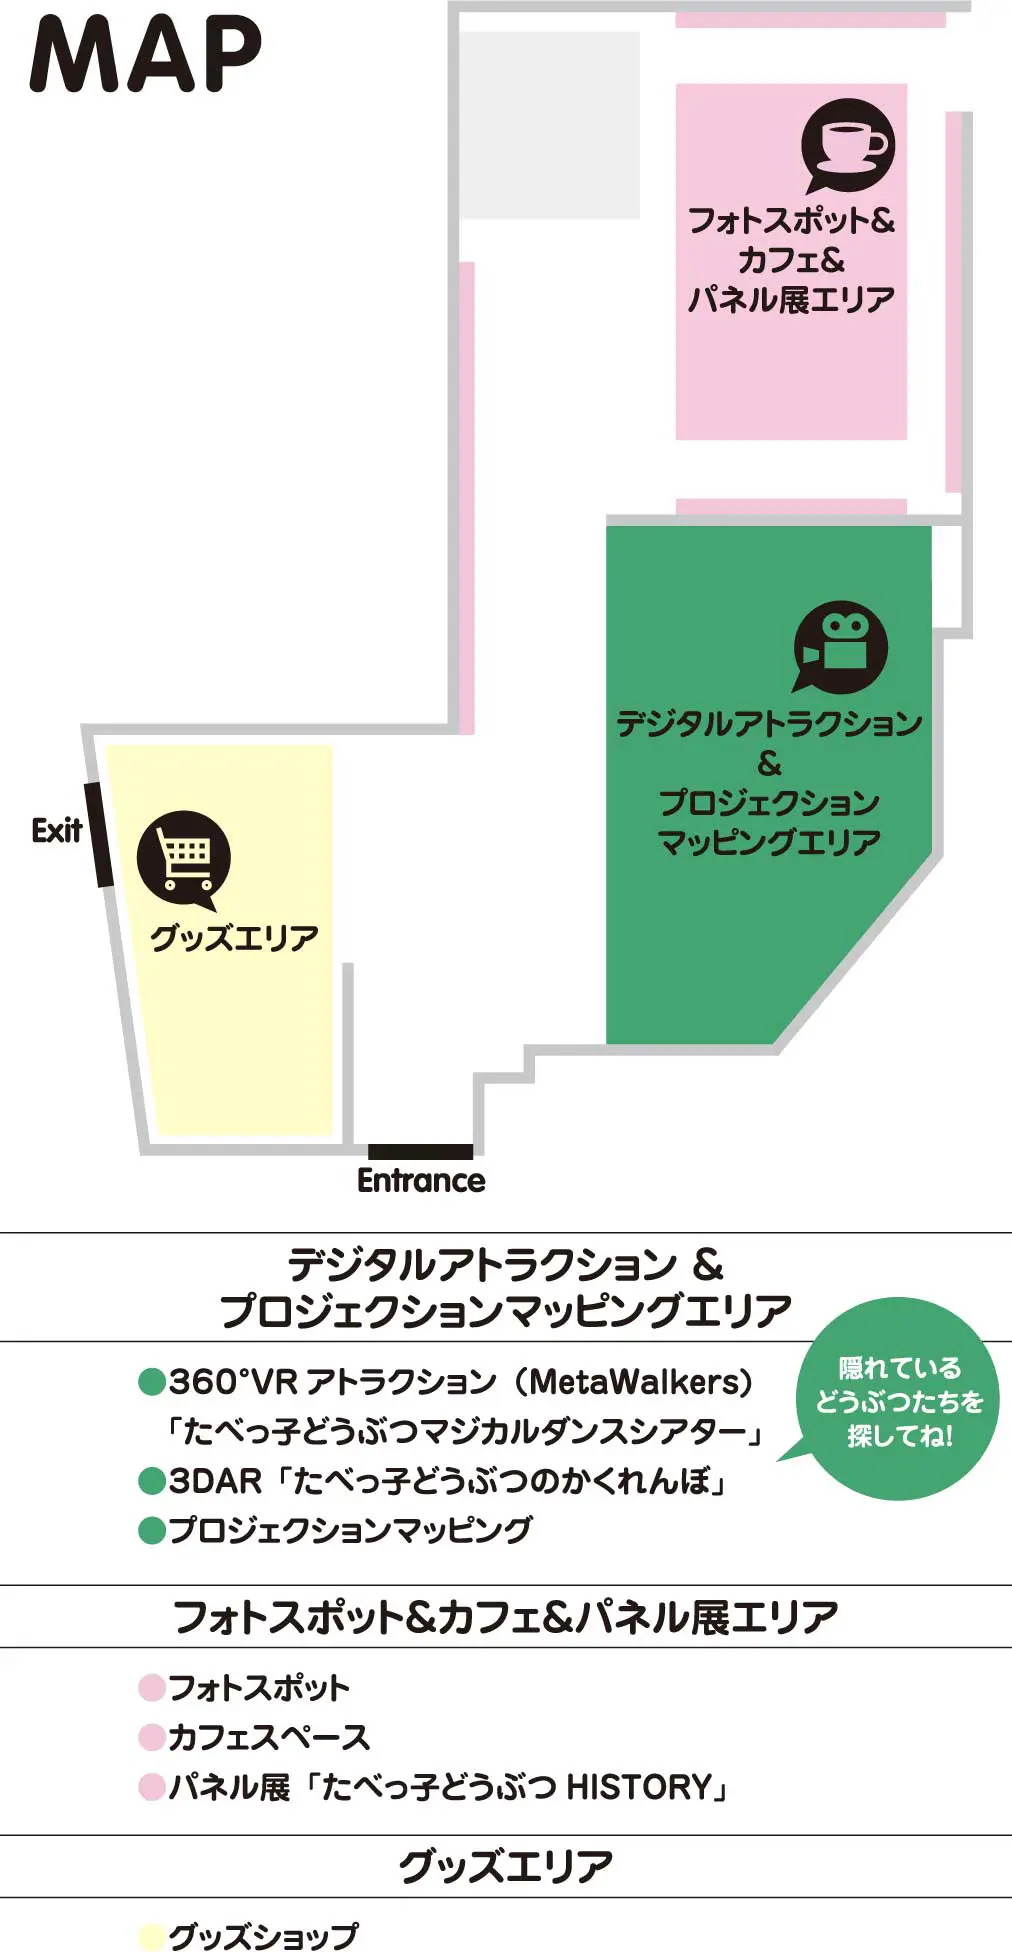 MAP
フォトスポット&
カフェ&
パネル展エリア
デジタルアトラクション
&
プロジェクション
マッピングエリア
Exit
グッズエリア
Entrance
デジタルアトラクション &
プロジェクションマッピングエリア
隠れている
どうぶつたちを
探してね!
360°VR アトラクション（MetaWalkers）
「たべっ子どうぶつマジカルダンスシアター」
3DAR「たべっ子どうぶつのかくれんぼ」
プロジェクションマッピング
フォトスポット&カフェ&パネル展エリア
フォトスポット
カフェスペース
パネル展「たべっ子どうぶつ HISTORY」
グッズエリア
グッズショップ